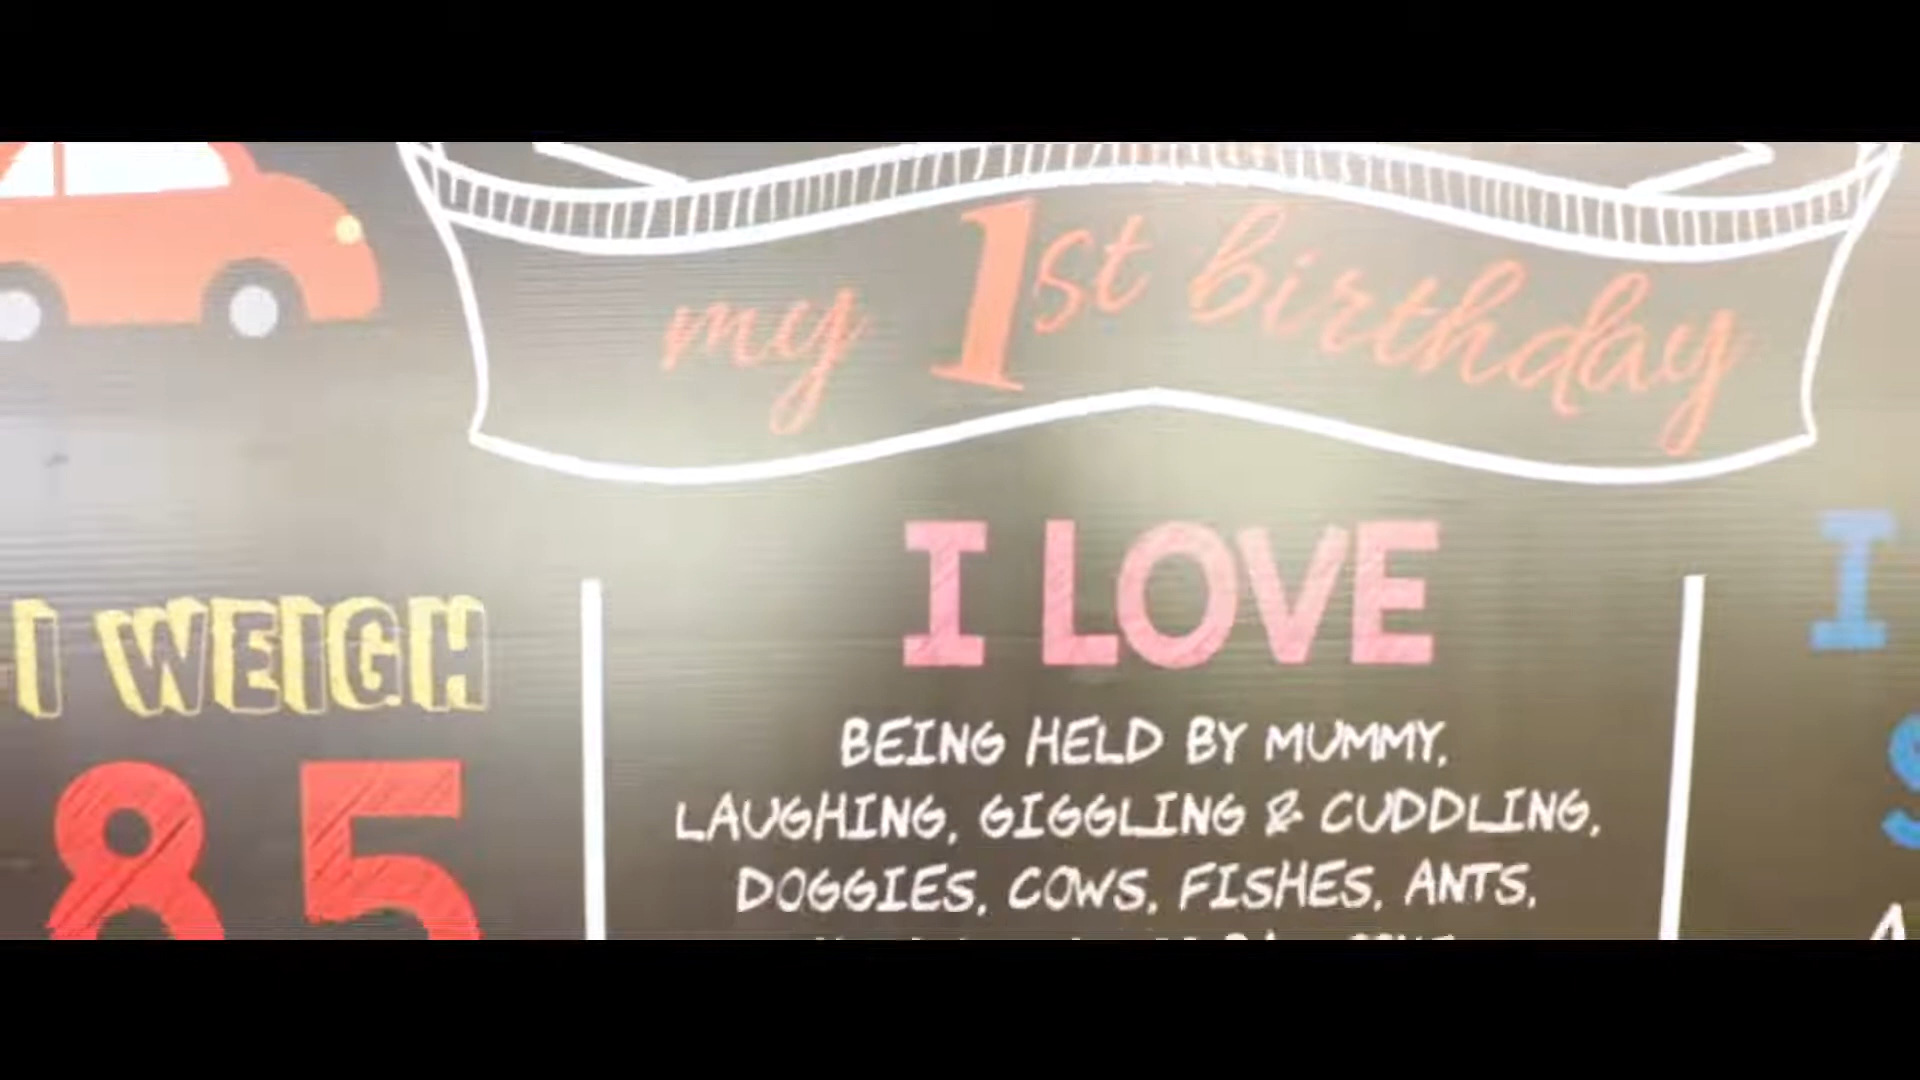 my 1st birthday
I LOVE
I WEIGH
BEING HELD BY MUMMY,
LAUGHING, GIGGLING & CUDDLING,
DOGGIES, COWS, FISHES, ANTS,
85
I
S